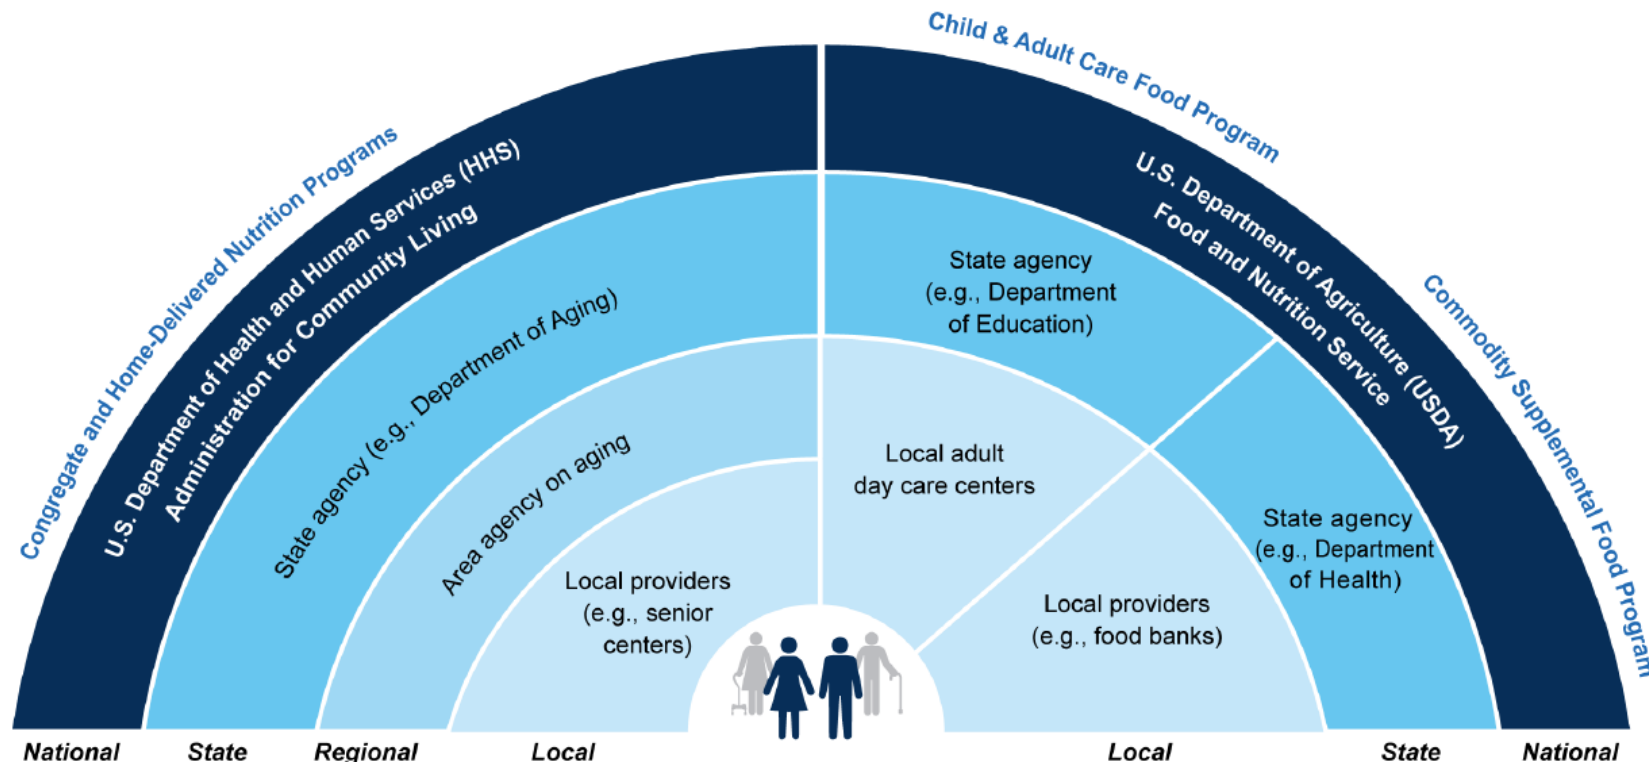 Congregate and Home-Delivered Nutrition Programs
U.S. Department of Health and Human Services (HHS)
Administration for Community Living
State agency (e.g., Department of Aging)
Area agency on aging
Local providers
(e.g., senior
centers)
Child & Adult Care Food Program
Commodity Supplemental Food Program
U.S. Department of Agriculture (USDA)
Food and Nutrition Service
State agency
(e.g., Department
of Education)
Local adult
day care centers
State agency
(e.g., Department
of Health)
Local providers
(e.g., food banks)
National State Regional Local Local State National